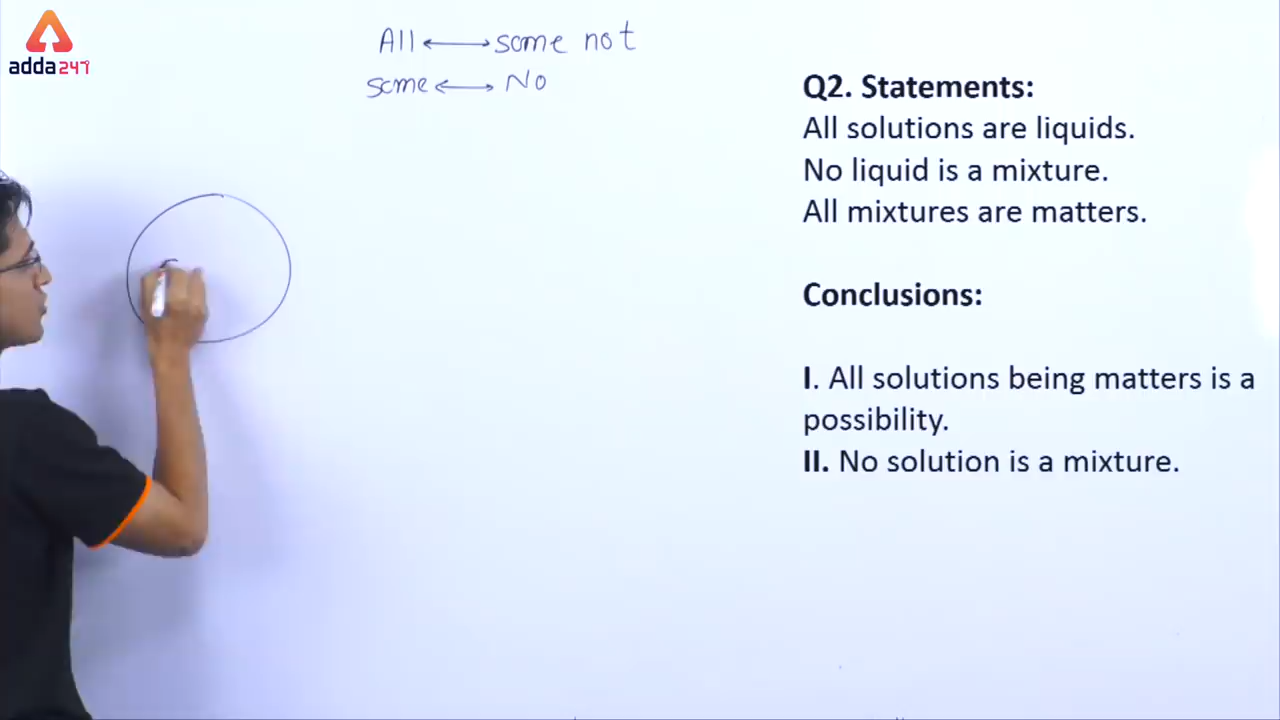 adda247
All ⟷ some not
some ⟷ No
Q2. Statements:
All solutions are liquids.
No liquid is a mixture.
All mixtures are matters.
Conclusions:
I. All solutions being matters is a
possibility.
II. No solution is a mixture.